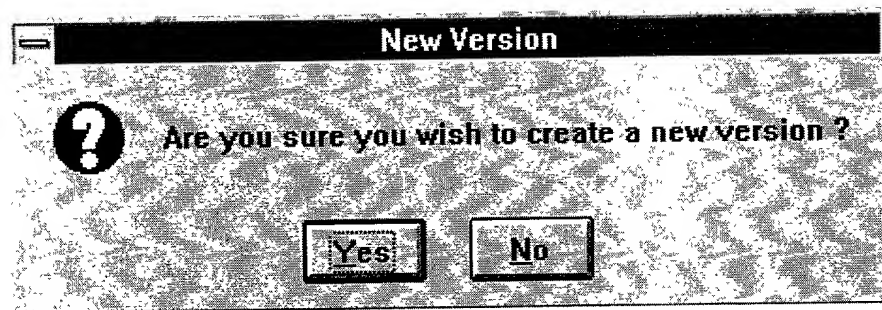 New Version
Are you sure you wish to create a new version ?
Yes
No